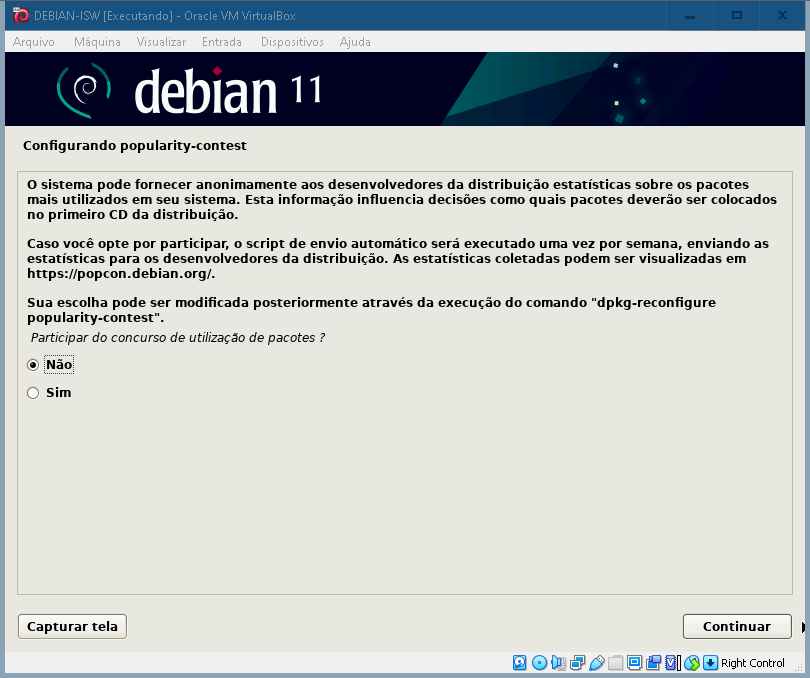 DEBIAN-ISW [Executando] - Oracle VM VirtualBox
Arquivo Máquina Visualizar Entrada Dispositivos Ajuda
debian 11
Configurando popularity-contest
O sistema pode fornecer anonimamente aos desenvolvedores da distribuição estatísticas sobre os pacotes
mais utilizados em seu sistema. Esta informação influencia decisões como quais pacotes deverão ser colocados
no primeiro CD da distribuição.
Caso você opte por participar, o script de envio automático será executado uma vez por semana, enviando as
estatísticas para os desenvolvedores da distribuição. As estatísticas coletadas podem ser visualizadas em
https://popcon.debian.org/.
Sua escolha pode ser modificada posteriormente através da execução do comando "dpkg-reconfigure
popularity-contest".
Participar do concurso de utilização de pacotes ?
Não
Sim
Capturar tela
Continuar
Right Control